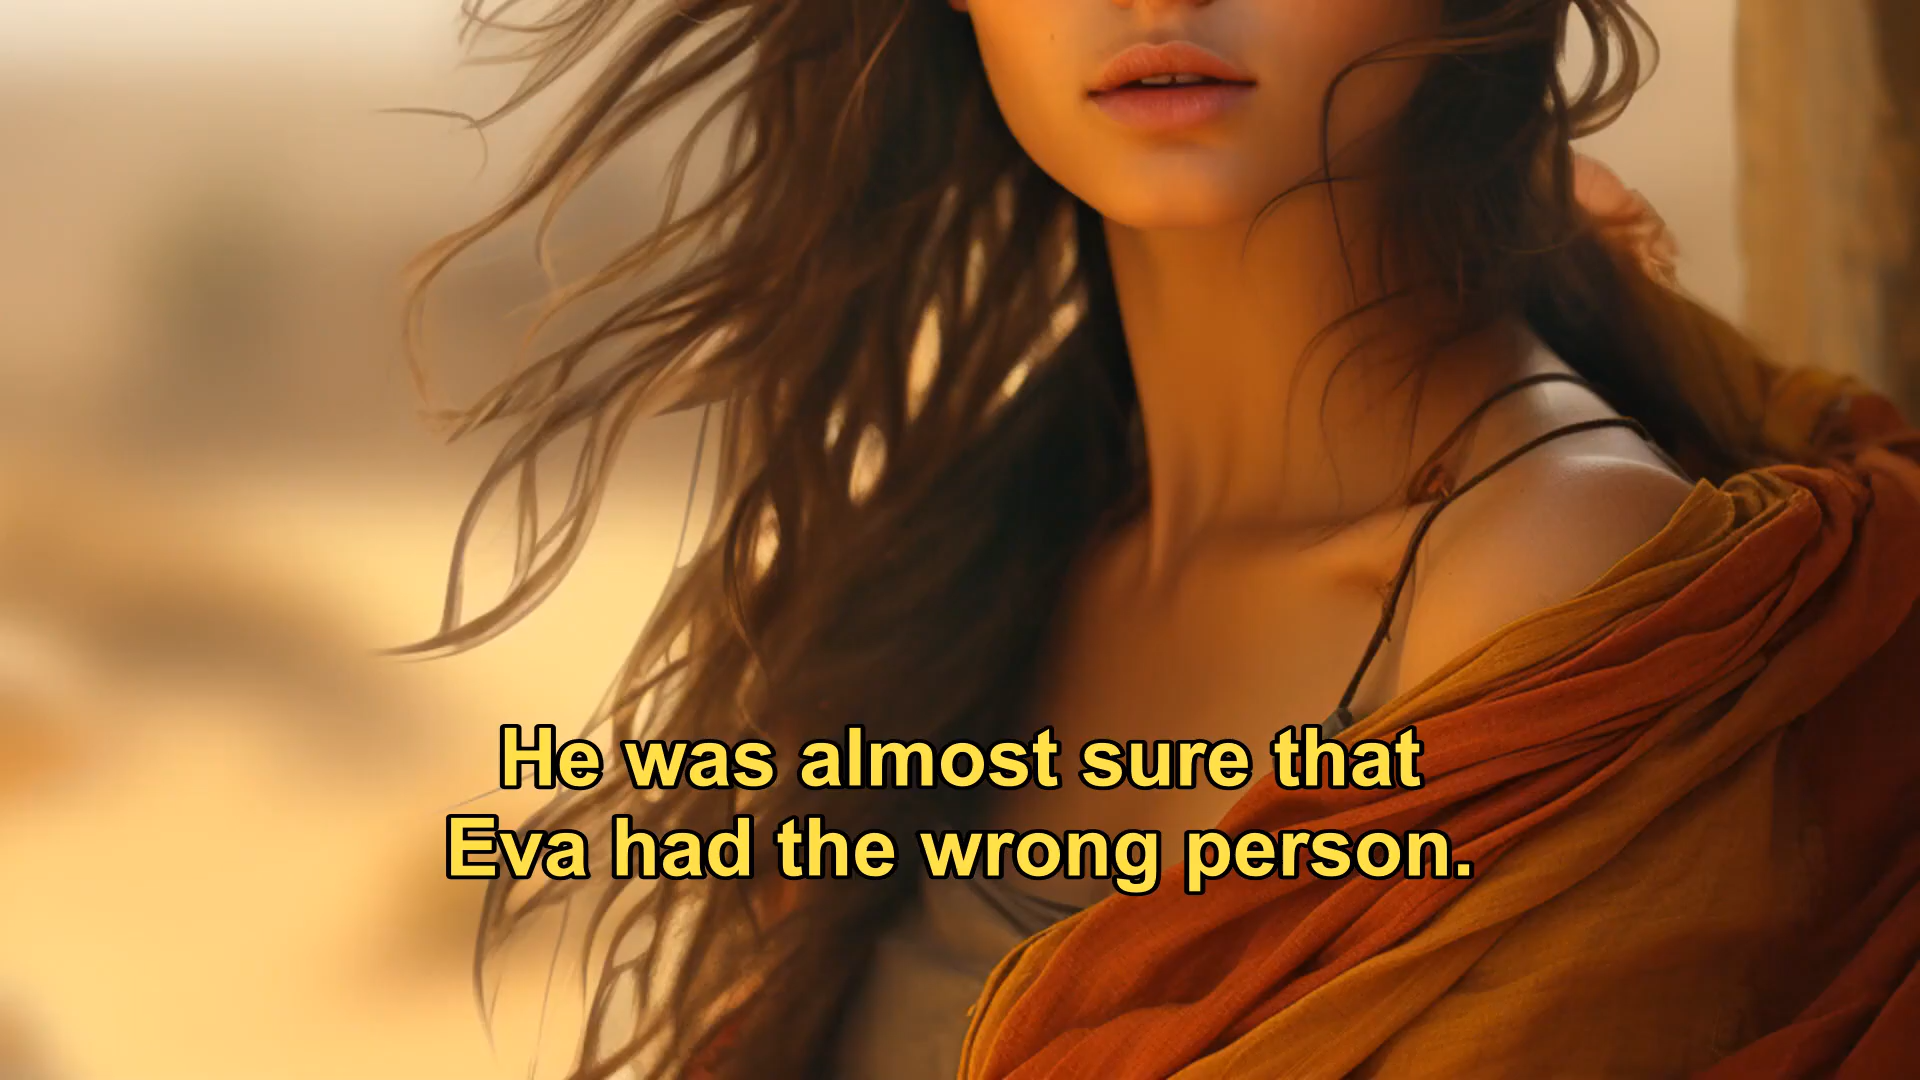 He was almost sure that
Eva had the wrong person.